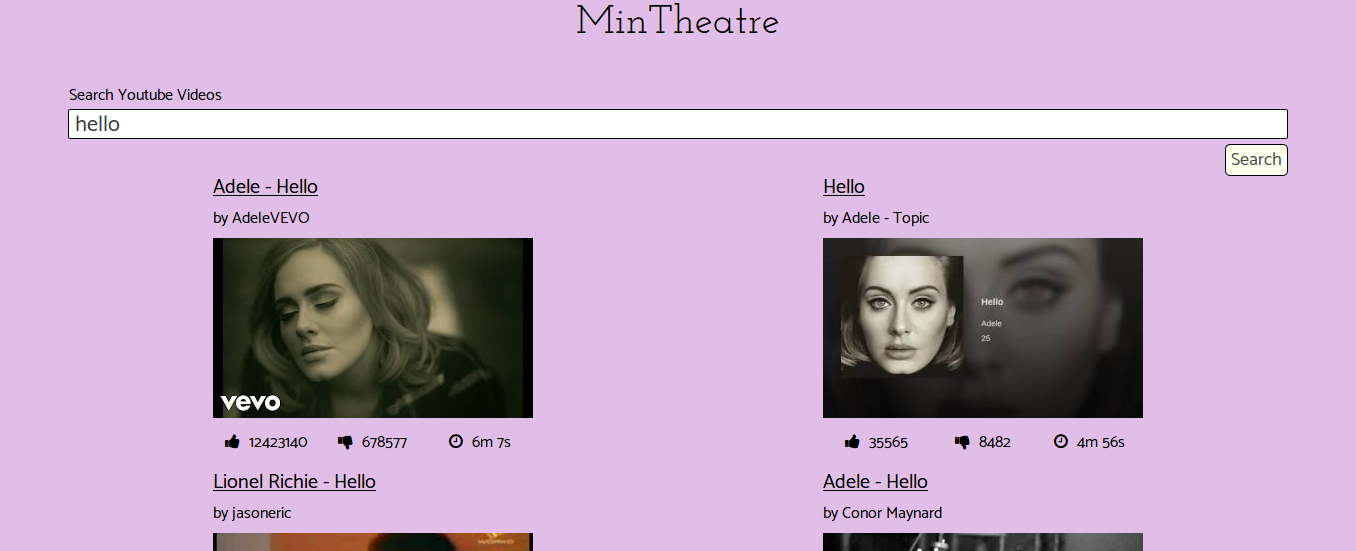 MinTheatre
Search Youtube Videos
hello
Search
Adele - Hello
by AdeleVEVO
vevo
12423140 678577 6m 7s
Hello
by Adele - Topic
Hello
Adele
25
35565 8482 4m 56s
Lionel Richie - Hello
by jasoneric
Adele - Hello
by Conor Maynard